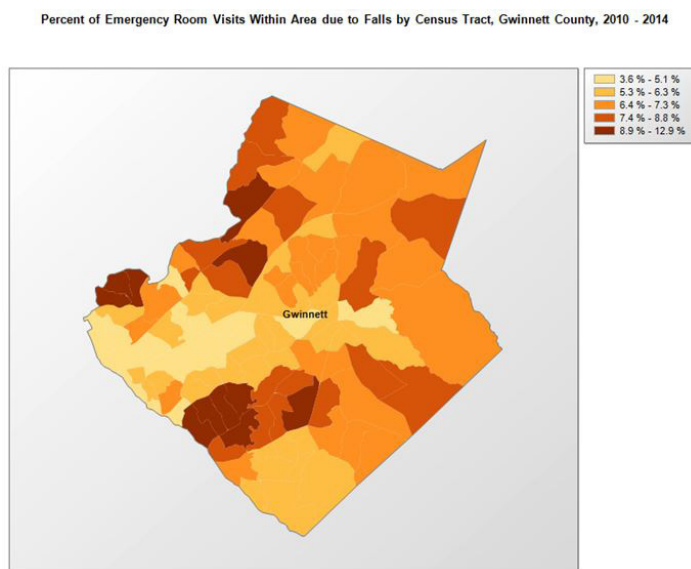 Percent of Emergency Room Visits Within Area due to Falls by Census Tract, Gwinnett County, 2010 - 2014
3.6 % - 5.1 %
5.3 % - 6.3 %
6.4 % - 7.3 %
7.4 % - 8.8 %
8.9 % - 12.9 %
Gwinnett